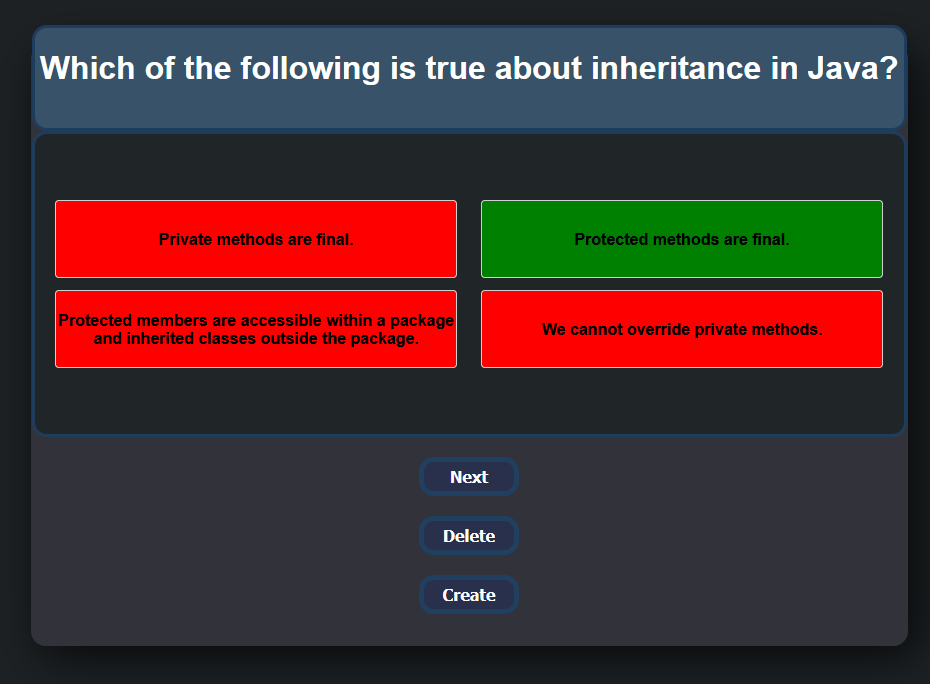 Which of the following is true about inheritance in Java?
Private methods are final.
Protected methods are final.
Protected members are accessible within a package
and inherited classes outside the package.
We cannot override private methods.
Next
Delete
Create